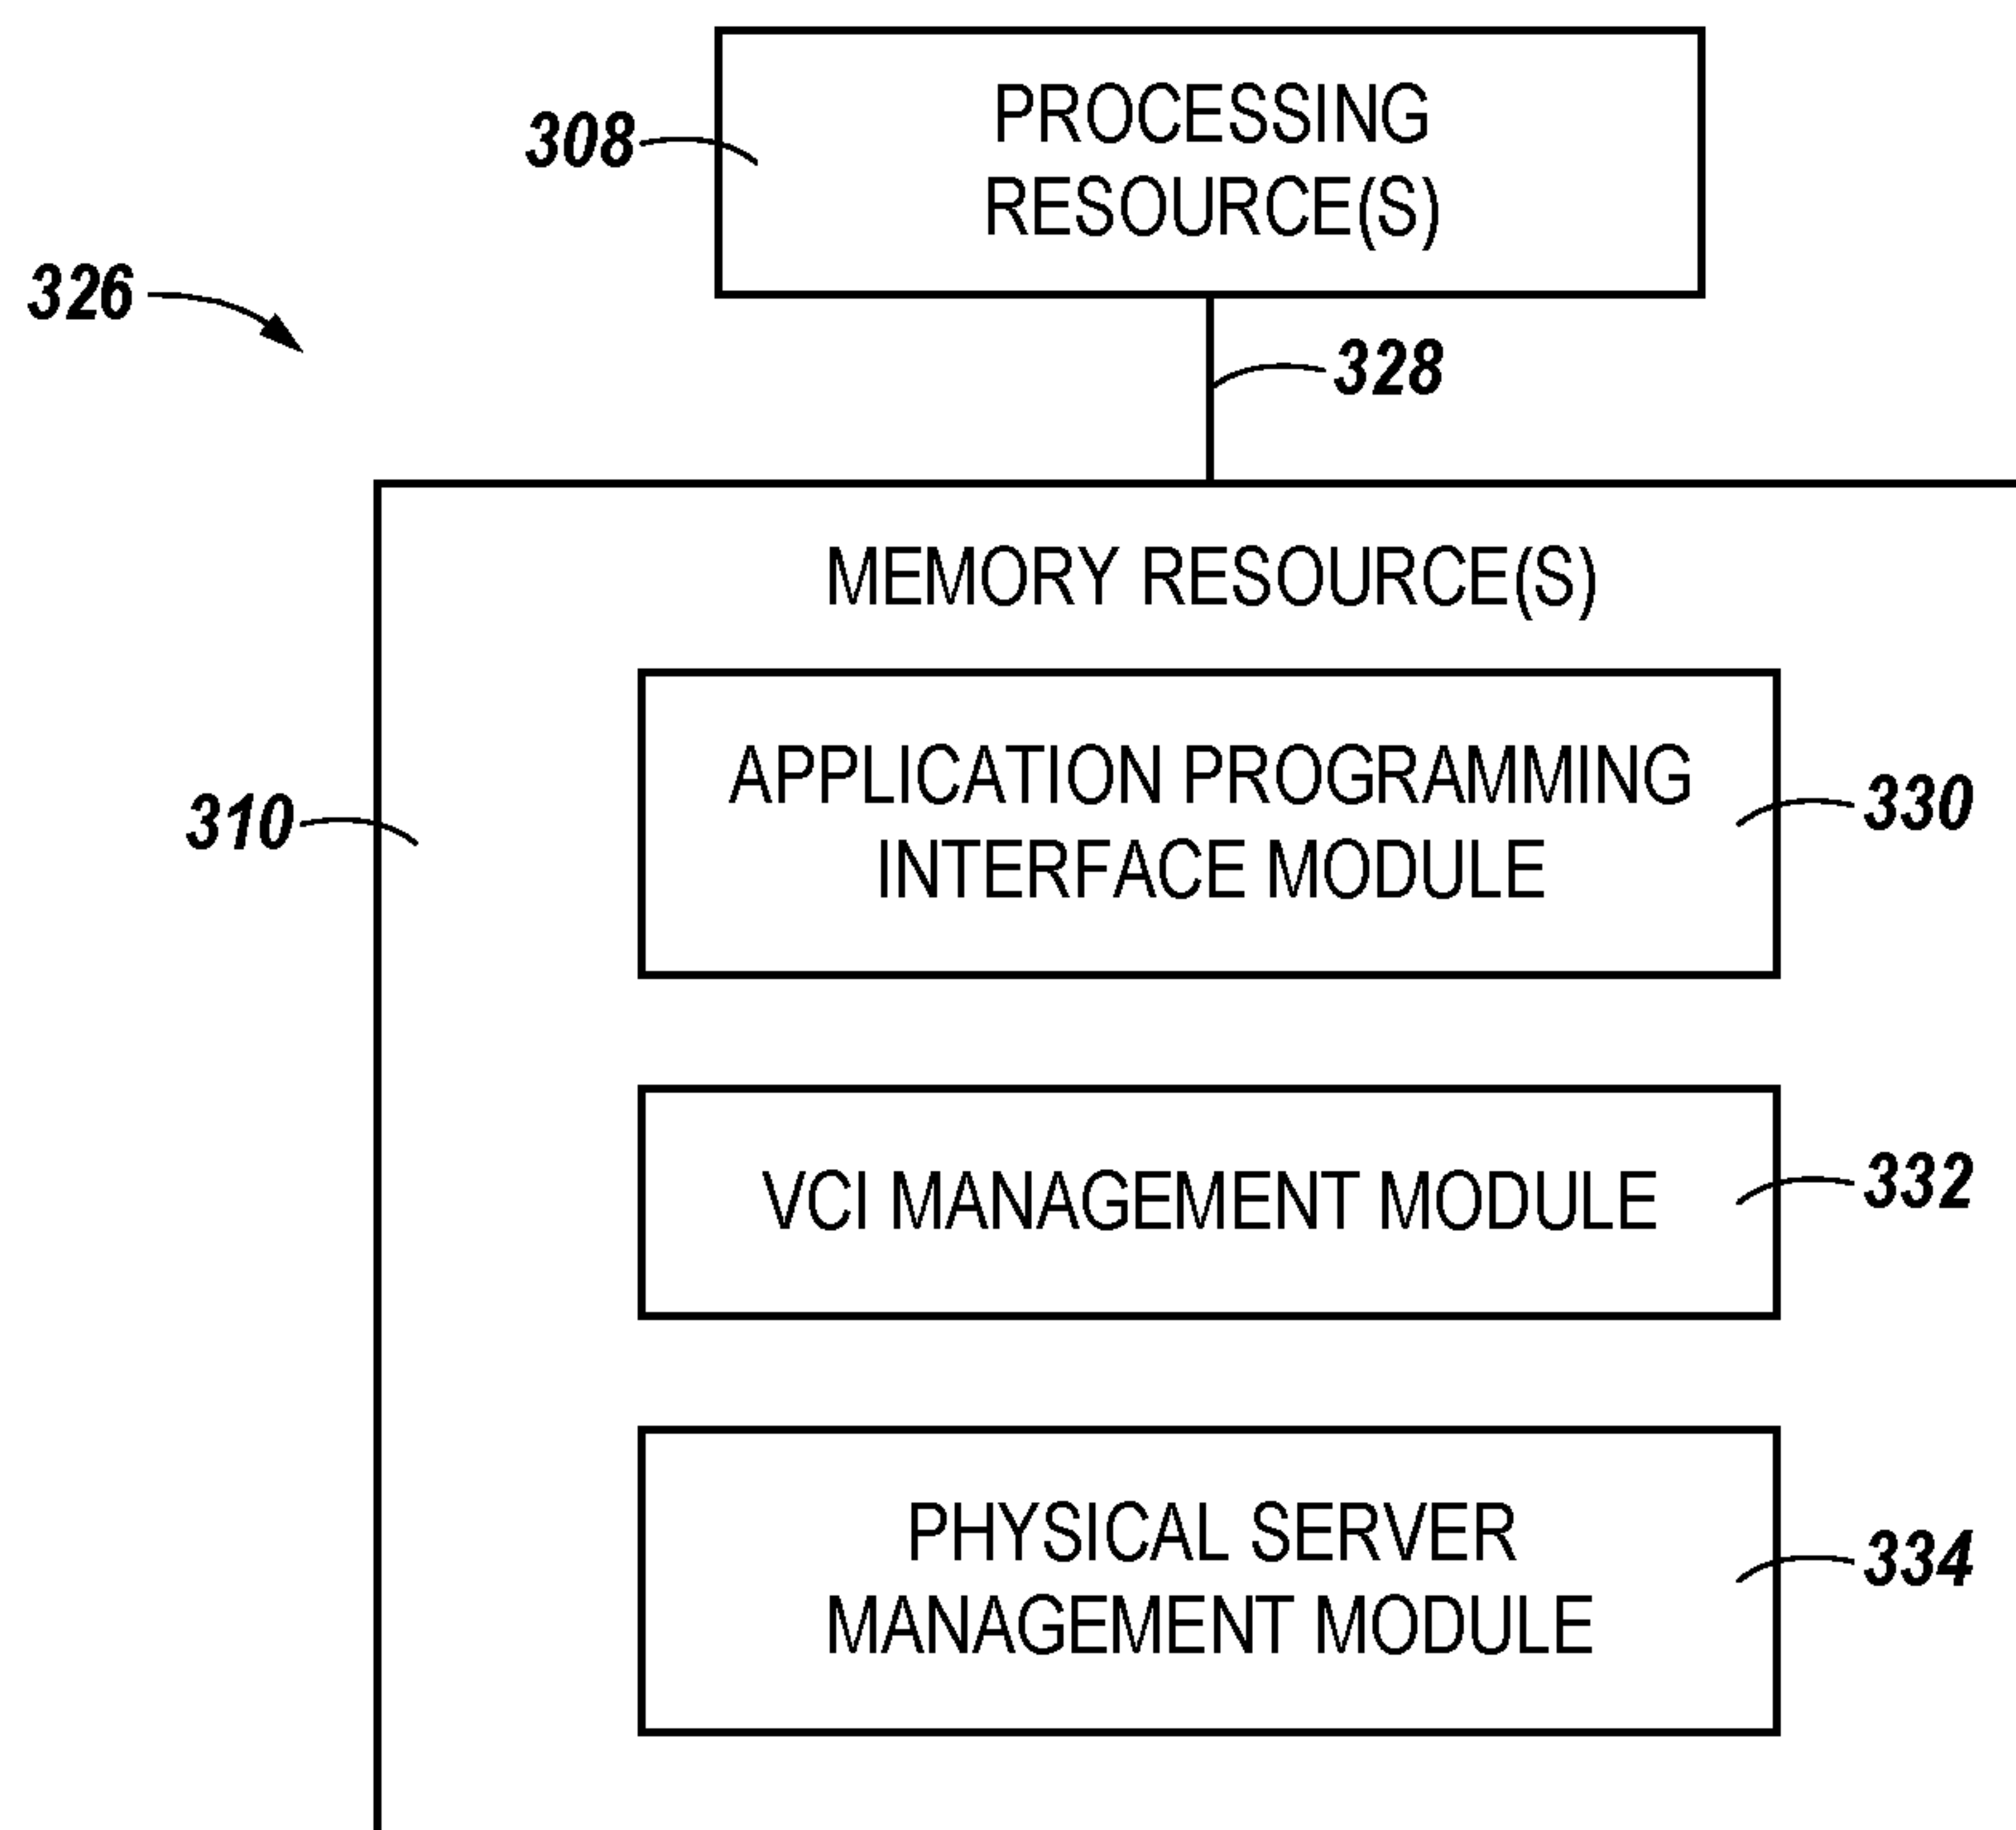 PROCESSING
RESOURCE(S)
308
326
328
MEMORY RESOURCE(S)
APPLICATION PROGRAMMING
INTERFACE MODULE
330
310
VCI MANAGEMENT MODULE
332
PHYSICAL SERVER
MANAGEMENT MODULE
334